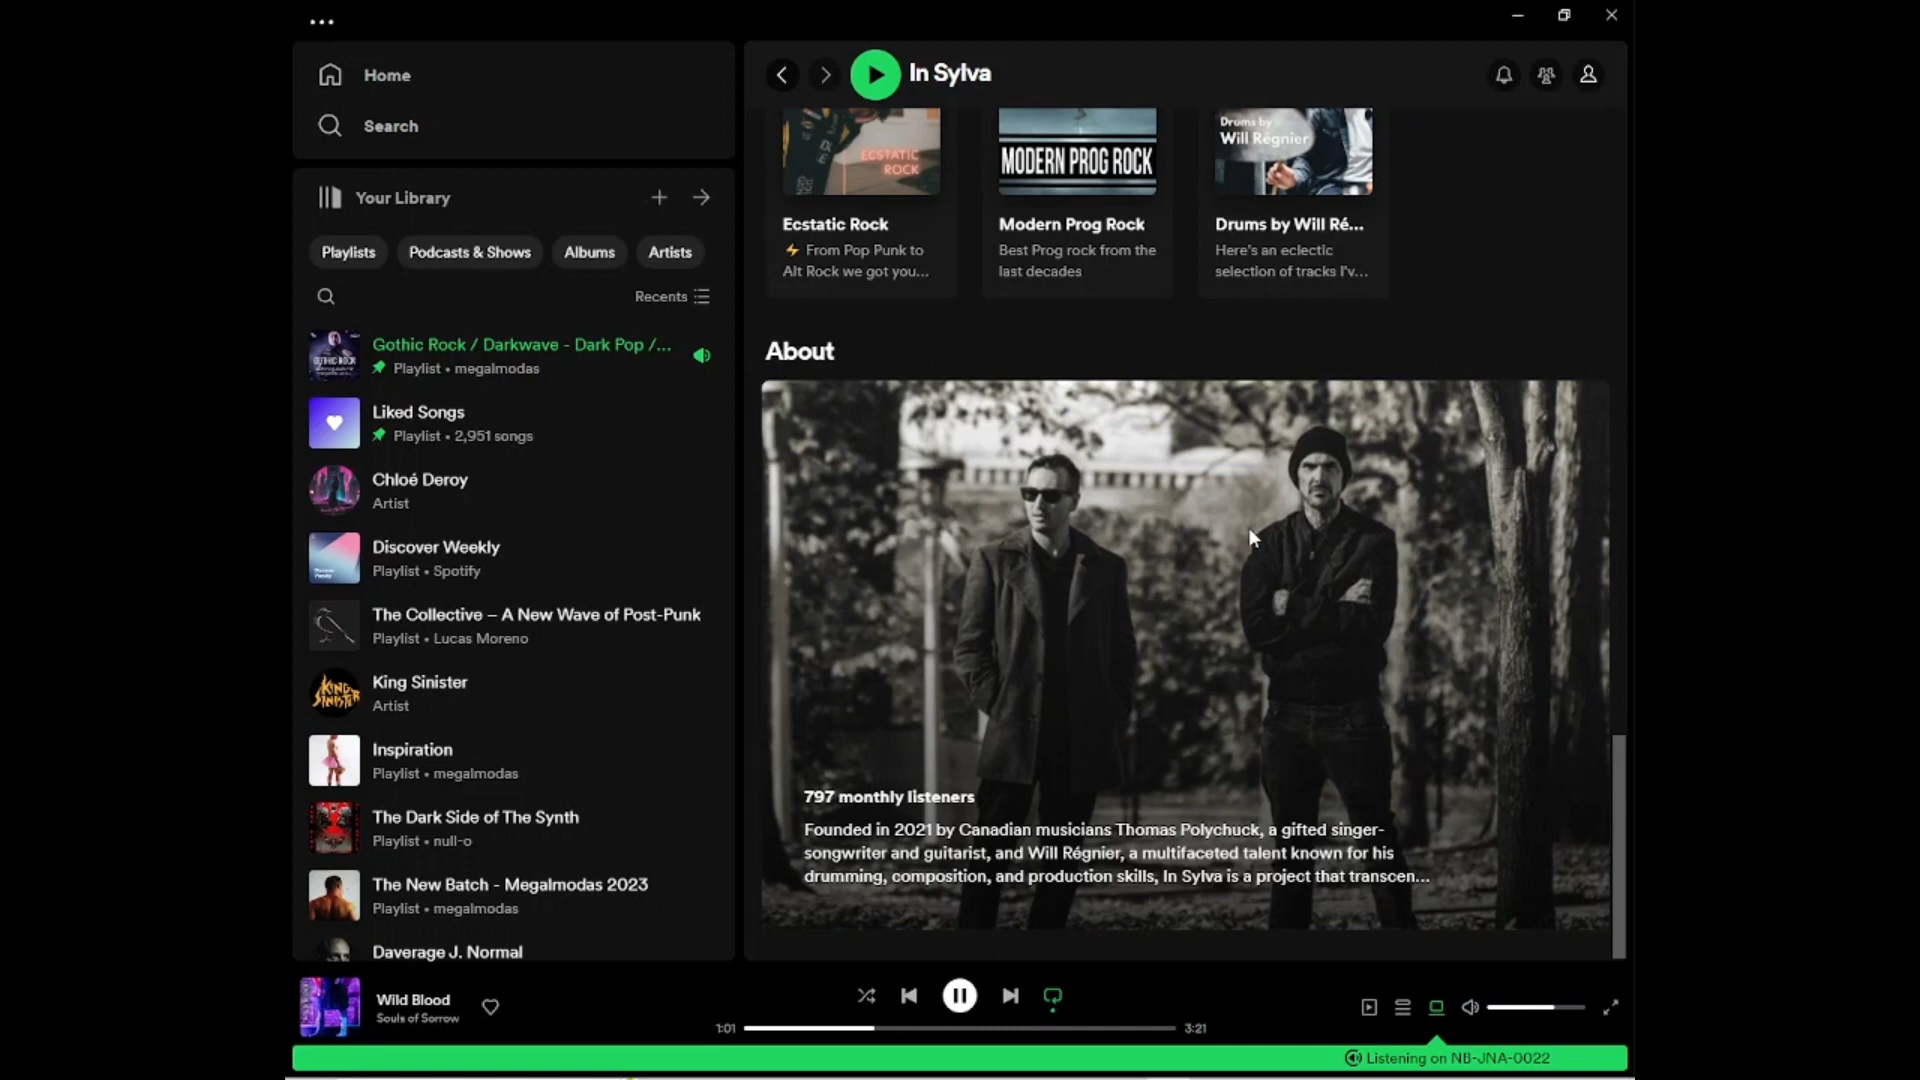 Home
Search
Your Library
Playlists
Podcasts & Shows
Albums
Artists
Recents
Gothic Rock / Darkwave - Dark Pop /...
Playlist • megalmodas
Liked Songs
Playlist • 2,951 songs
Chloé Deroy
Artist
Discover Weekly
Playlist • Spotify
The Collective – A New Wave of Post-Punk
Playlist • Lucas Moreno
KING
SINISTER
King Sinister
Artist
Inspiration
Playlist • megalmodas
The Dark Side of The Synth
Playlist • null-o
The New Batch - Megalmodas 2023
Playlist • megalmodas
Daverage J. Normal
In Sylva
ECSTATIC
ROCK
Ecstatic Rock
⚡ From Pop Punk to
Alt Rock we got you...
MODERN PROG ROCK
Modern Prog Rock
Best Prog rock from the
last decades
Drums by
Will Régnier
Drums by Will Ré...
Here's an eclectic
selection of tracks I'v...
About
797 monthly listeners
Founded in 2021 by Canadian musicians Thomas Polychuck, a gifted singer-
songwriter and guitarist, and Will Régnier, a multifaceted talent known for his
drumming, composition, and production skills, In Sylva is a project that transcen...
Wild Blood
Souls of Sorrow
1:01
3:21
Listening on NB-JNA-0022